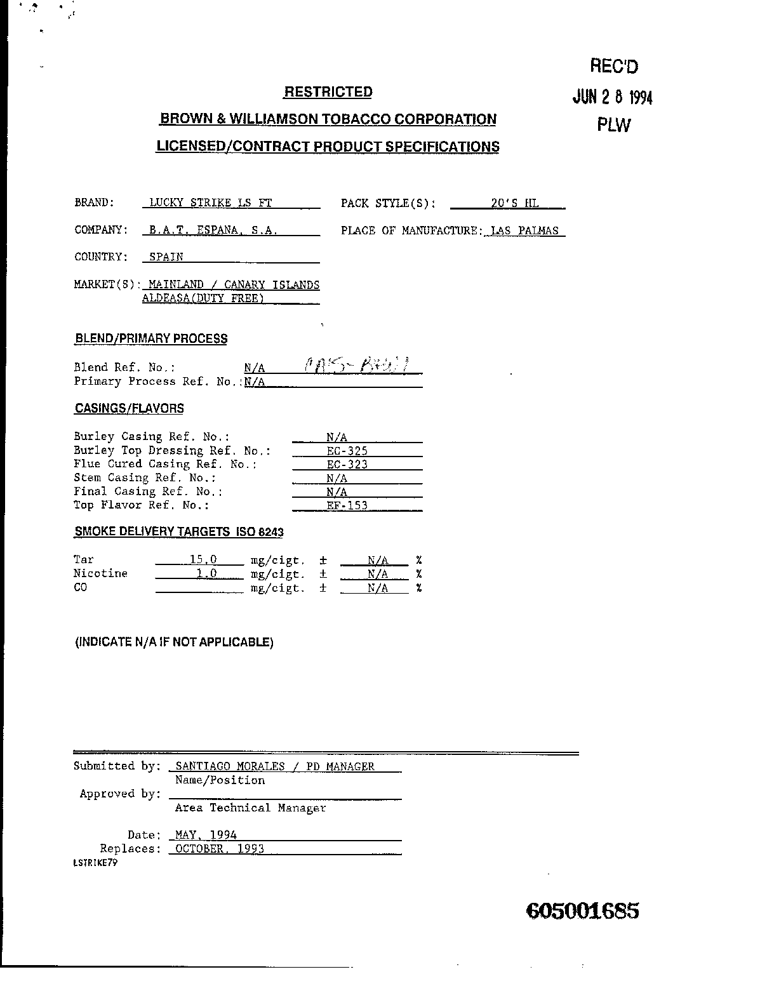 REC'D
JUN 28 1994
PLW
RESTRICTED
BROWN & WILLIAMSON TOBACCO CORPORATION
LICENSED/CONTRACT PRODUCT SPECIFICATIONS
BRAND: LUCKY STRIKE LS FT PACK STYLE(S): 20'S HL
COMPANY: B.A.T. ESPANA, S.A. PLACE OF MANUFACTURE: LAS PALMAS
COUNTRY: SPAIN
MARKET(S): MAINLAND / CANARY ISLANDS
ALDEASA(DUTY FREE)
BLEND/PRIMARY PROCESS
Blend Ref. No.: N/A
Primary Process Ref. No.: N/A
CASINGS/FLAVORS
Burley Casing Ref. No.: N/A
Burley Top Dressing Ref. No.: EC-325
Flue Cured Casing Ref. No.: EC-323
Stem Casing Ref. No.: N/A
Final Casing Ref. No.: N/A
Top Flavor Ref. No.: EF-153
SMOKE DELIVERY TARGETS ISO 8243
Tar 15.0 mg/cigt. ± N/A %
Nicotine 1.0 mg/cigt. ± N/A %
CO mg/cigt. ± N/A %
(INDICATE N/A IF NOT APPLICABLE)
Submitted by: SANTIAGO MORALES / PD MANAGER
Name/Position
Approved by:
Area Technical Manager
Date: MAY, 1994
Replaces: OCTOBER, 1993
LSTRIKE79
605001685